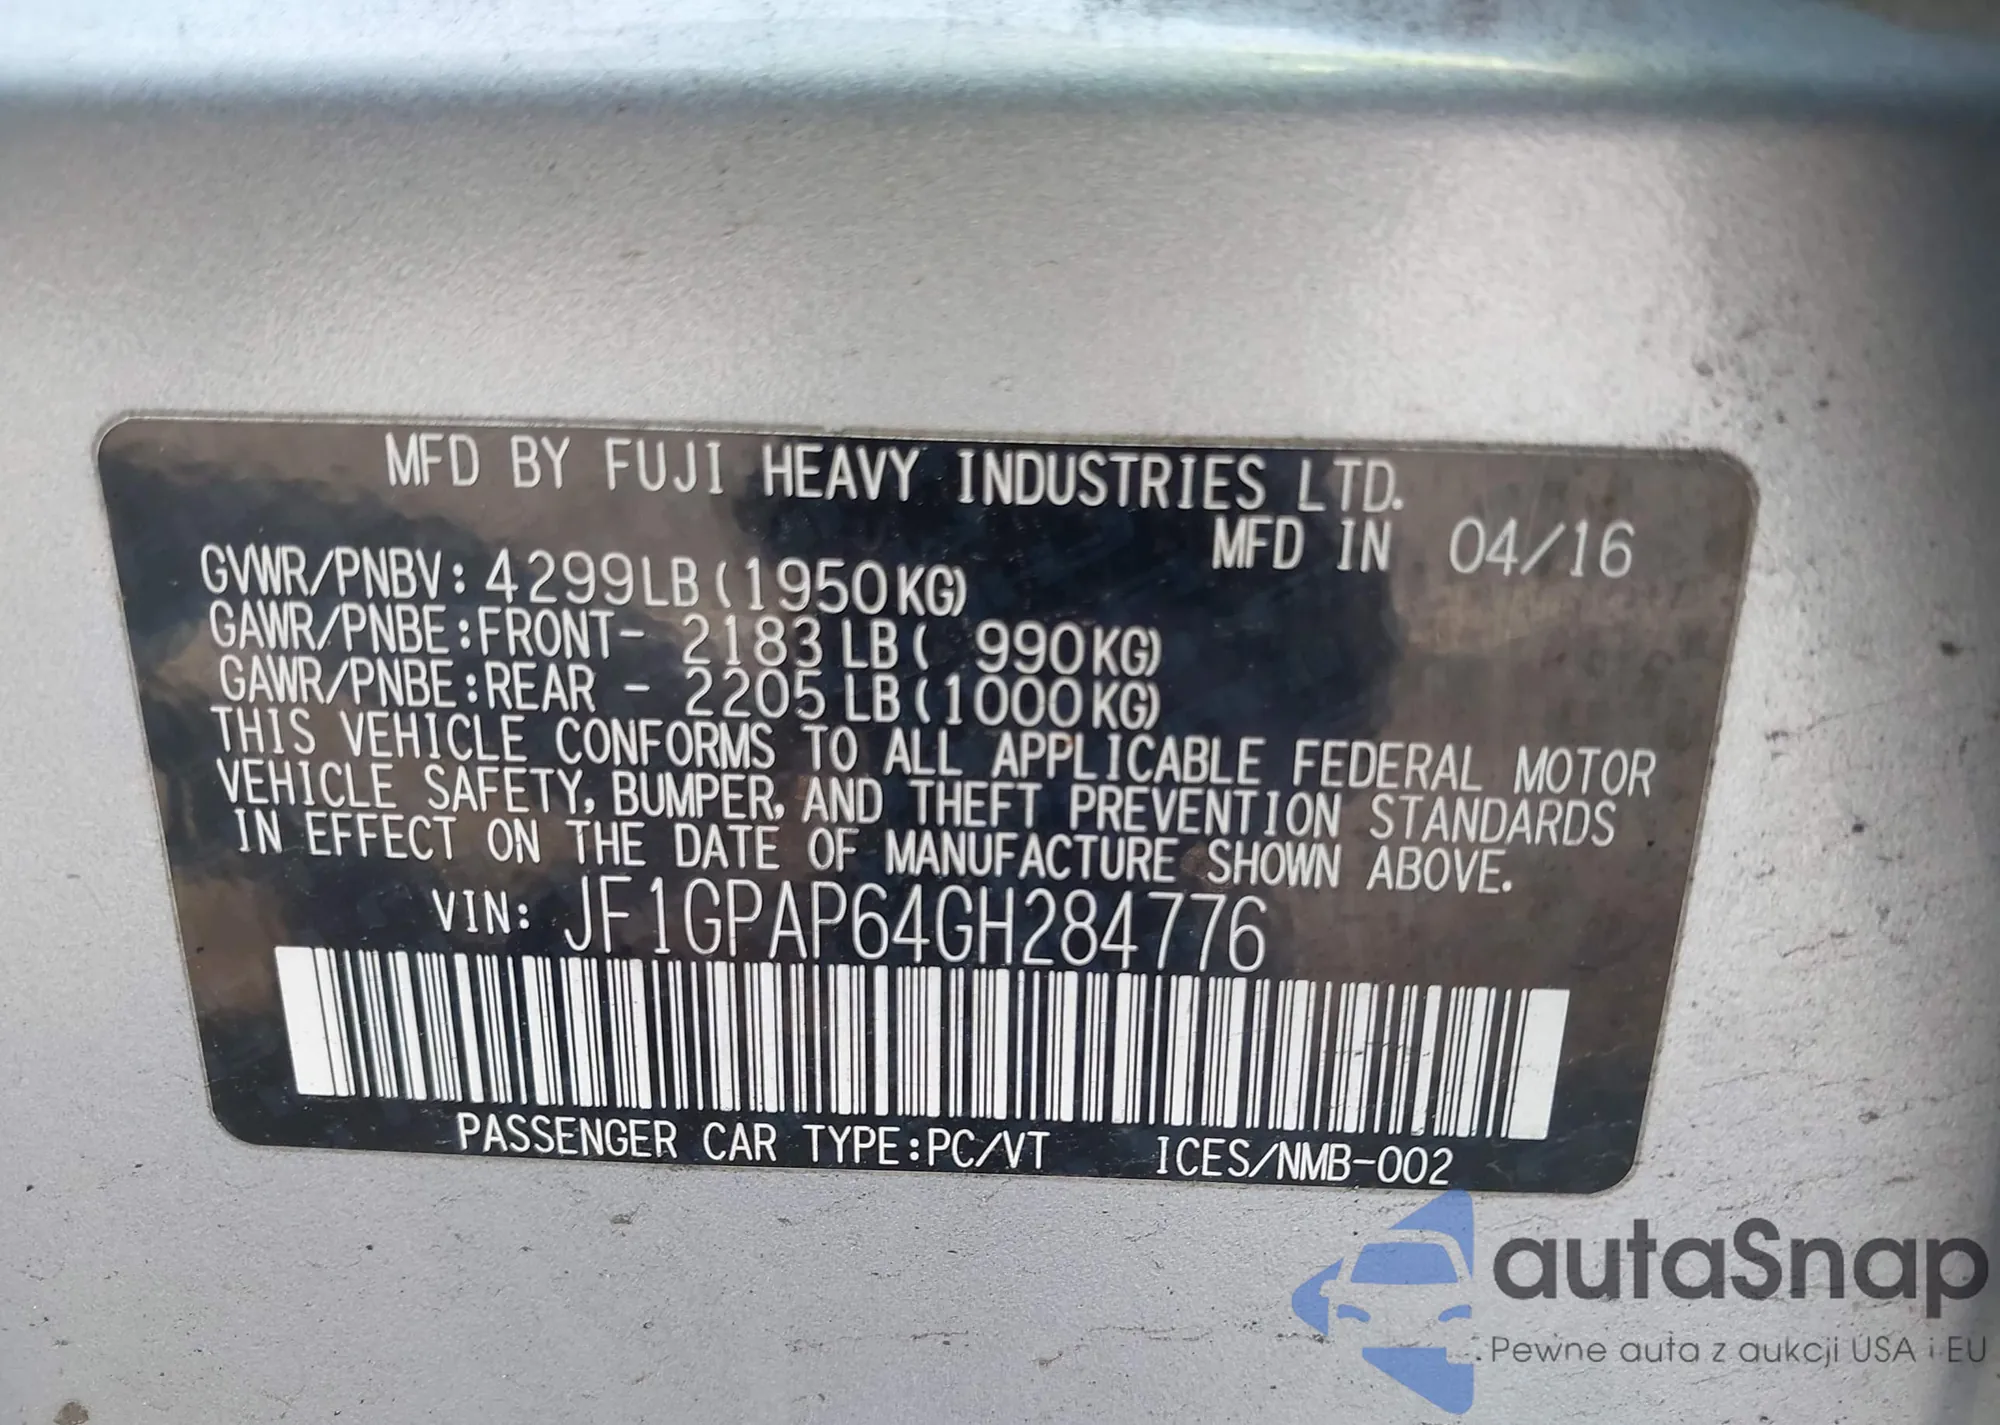 MFD BY FUJI HEAVY INDUSTRIES LTD.
MFD IN 04/16
GVWR/PNBV: 4299LB(1950KG)
GAWR/PNBE:FRONT- 2183 LB( 990KG)
GAWR/PNBE:REAR - 2205 LB(1000KG)
THIS VEHICLE CONFORMS TO ALL APPLICABLE FEDERAL MOTOR
VEHICLE SAFETY, BUMPER, AND THEFT PREVENTION STANDARDS
IN EFFECT ON THE DATE OF MANUFACTURE SHOWN ABOVE.
VIN: JF1GPAP64GH284776
PASSENGER CAR TYPE:PC/VT ICES/NMB-002
autaSnap
Pewne auta z aukcji USA i EU